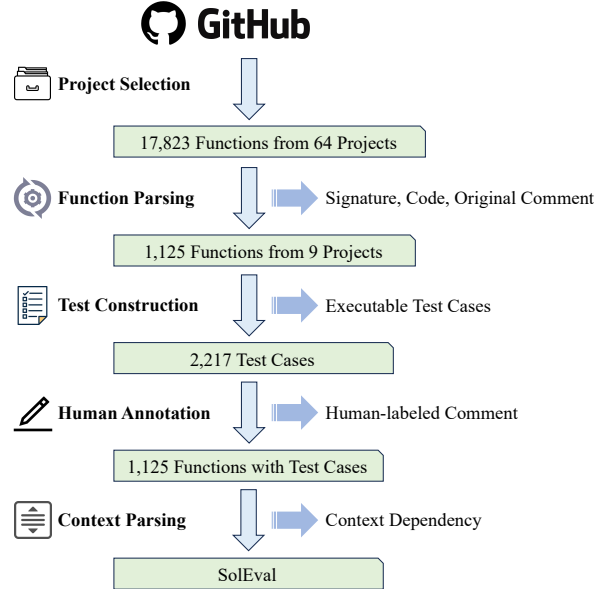 GitHub
Project Selection
17,823 Functions from 64 Projects
Function Parsing
Signature, Code, Original Comment
1,125 Functions from 9 Projects
Test Construction
Executable Test Cases
2,217 Test Cases
Human Annotation
Human-labeled Comment
1,125 Functions with Test Cases
Context Parsing
Context Dependency
SolEval